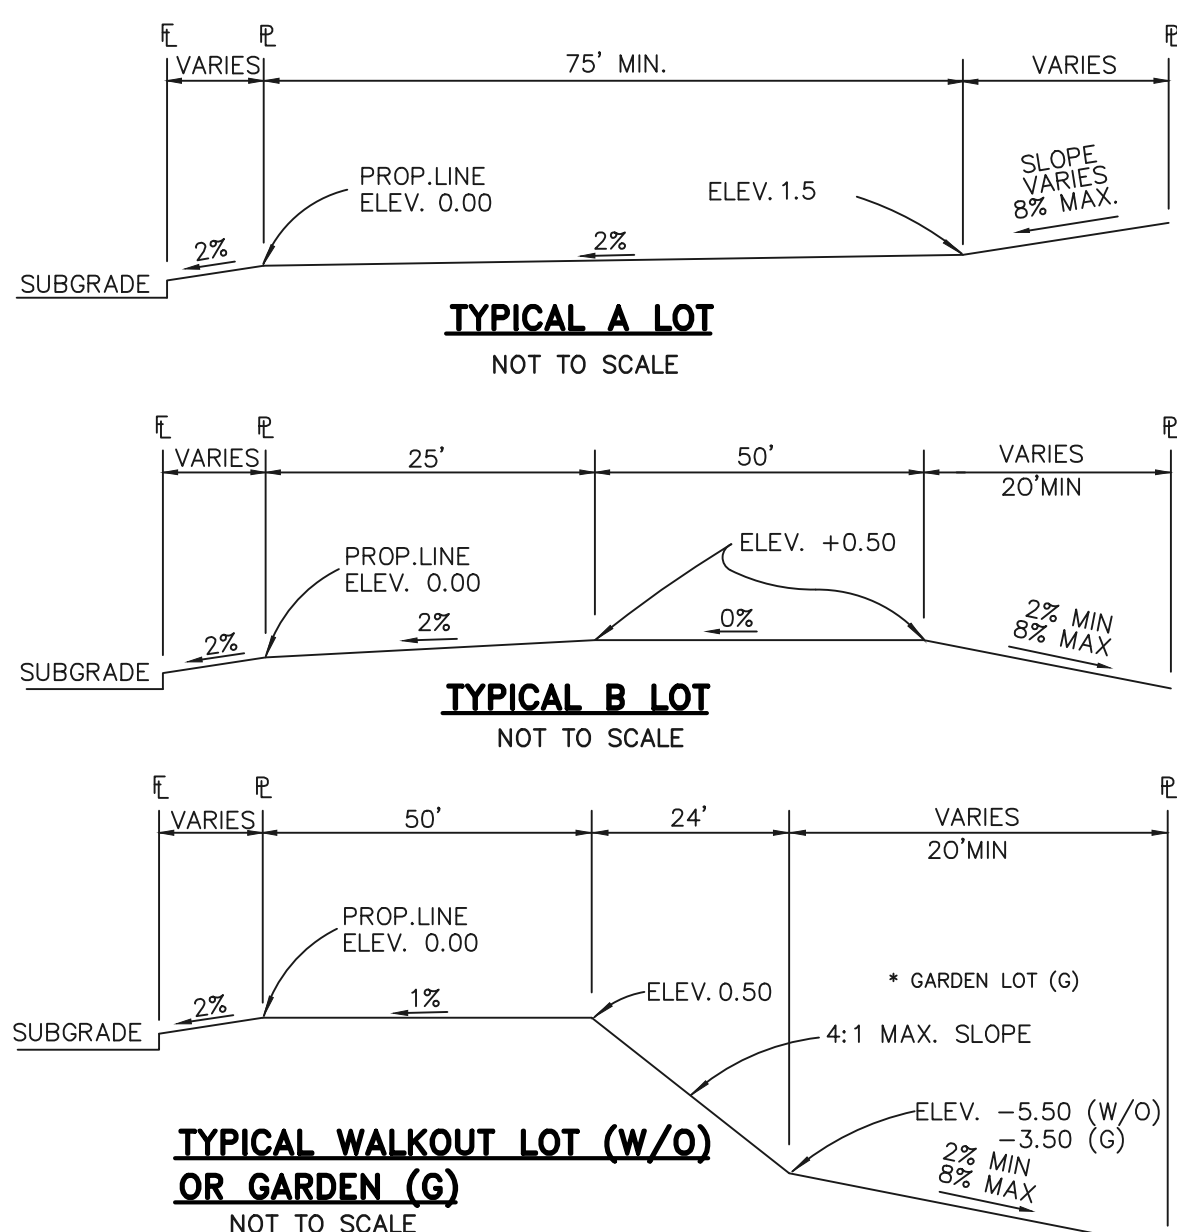 FL PL PL
VARIES 75' MIN. VARIES
PROP.LINE
ELEV. 0.00
ELEV. 1.5
SLOPE
VARIES
8% MAX.
2% 2%
SUBGRADE
TYPICAL A LOT
NOT TO SCALE
FL PL PL
VARIES 25' 50' VARIES
20'MIN
PROP.LINE
ELEV. 0.00
ELEV. +0.50
2% 2% 0%
2% MIN
8% MAX
SUBGRADE
TYPICAL B LOT
NOT TO SCALE
FL PL PL
VARIES 50' 24' VARIES
20'MIN
PROP.LINE
ELEV. 0.00
* GARDEN LOT (G)
2% 1% ELEV. 0.50
SUBGRADE
4:1 MAX. SLOPE
ELEV. -5.50 (W/O)
-3.50 (G)
2% MIN
8% MAX
TYPICAL WALKOUT LOT (W/O)
OR GARDEN (G)
NOT TO SCALE